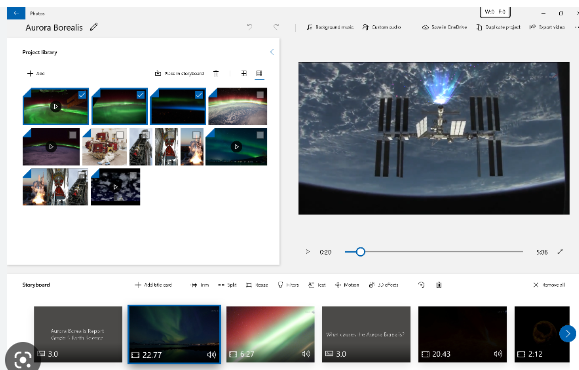 Photos
Aurora Borealis
Background music
Custom audio
Save in OneDrive
Duplicate project
Export video
Project library
Add
Place in storyboard
0:20
5:06
Storyboard
Add title card
Trim
Split
Resize
Filters
Text
Motion
3D effects
Remove all
Aurora Borealis Report
3.0
22.77
6.27
What causes the Aurora Borealis?
3.0
20.43
2.12